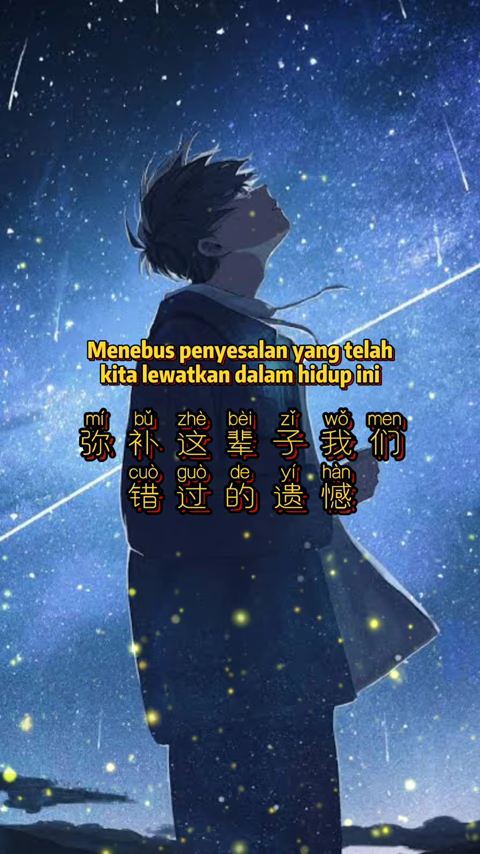 Menebus penyesalan yang telah
kita lewatkan dalam hidup ini
mí bǔ zhè bèi zǐ wǒ men
弥补这辈子我们
cuò guò de yí hàn
错过的遗憾